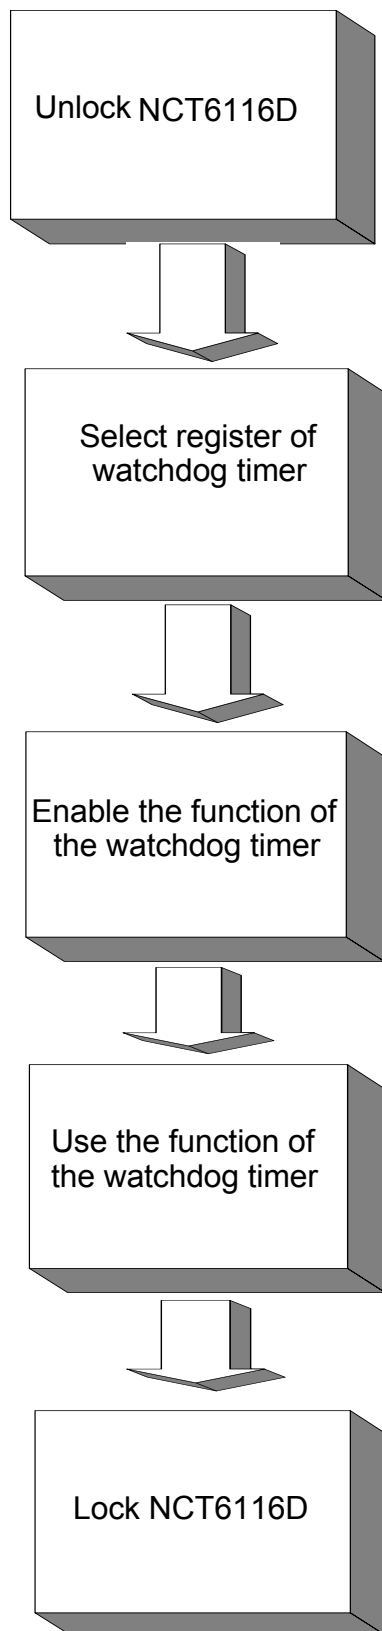 Unlock NCT6116D
Select register of
watchdog timer
Enable the function of
the watchdog timer
Use the function of
the watchdog timer
Lock NCT6116D